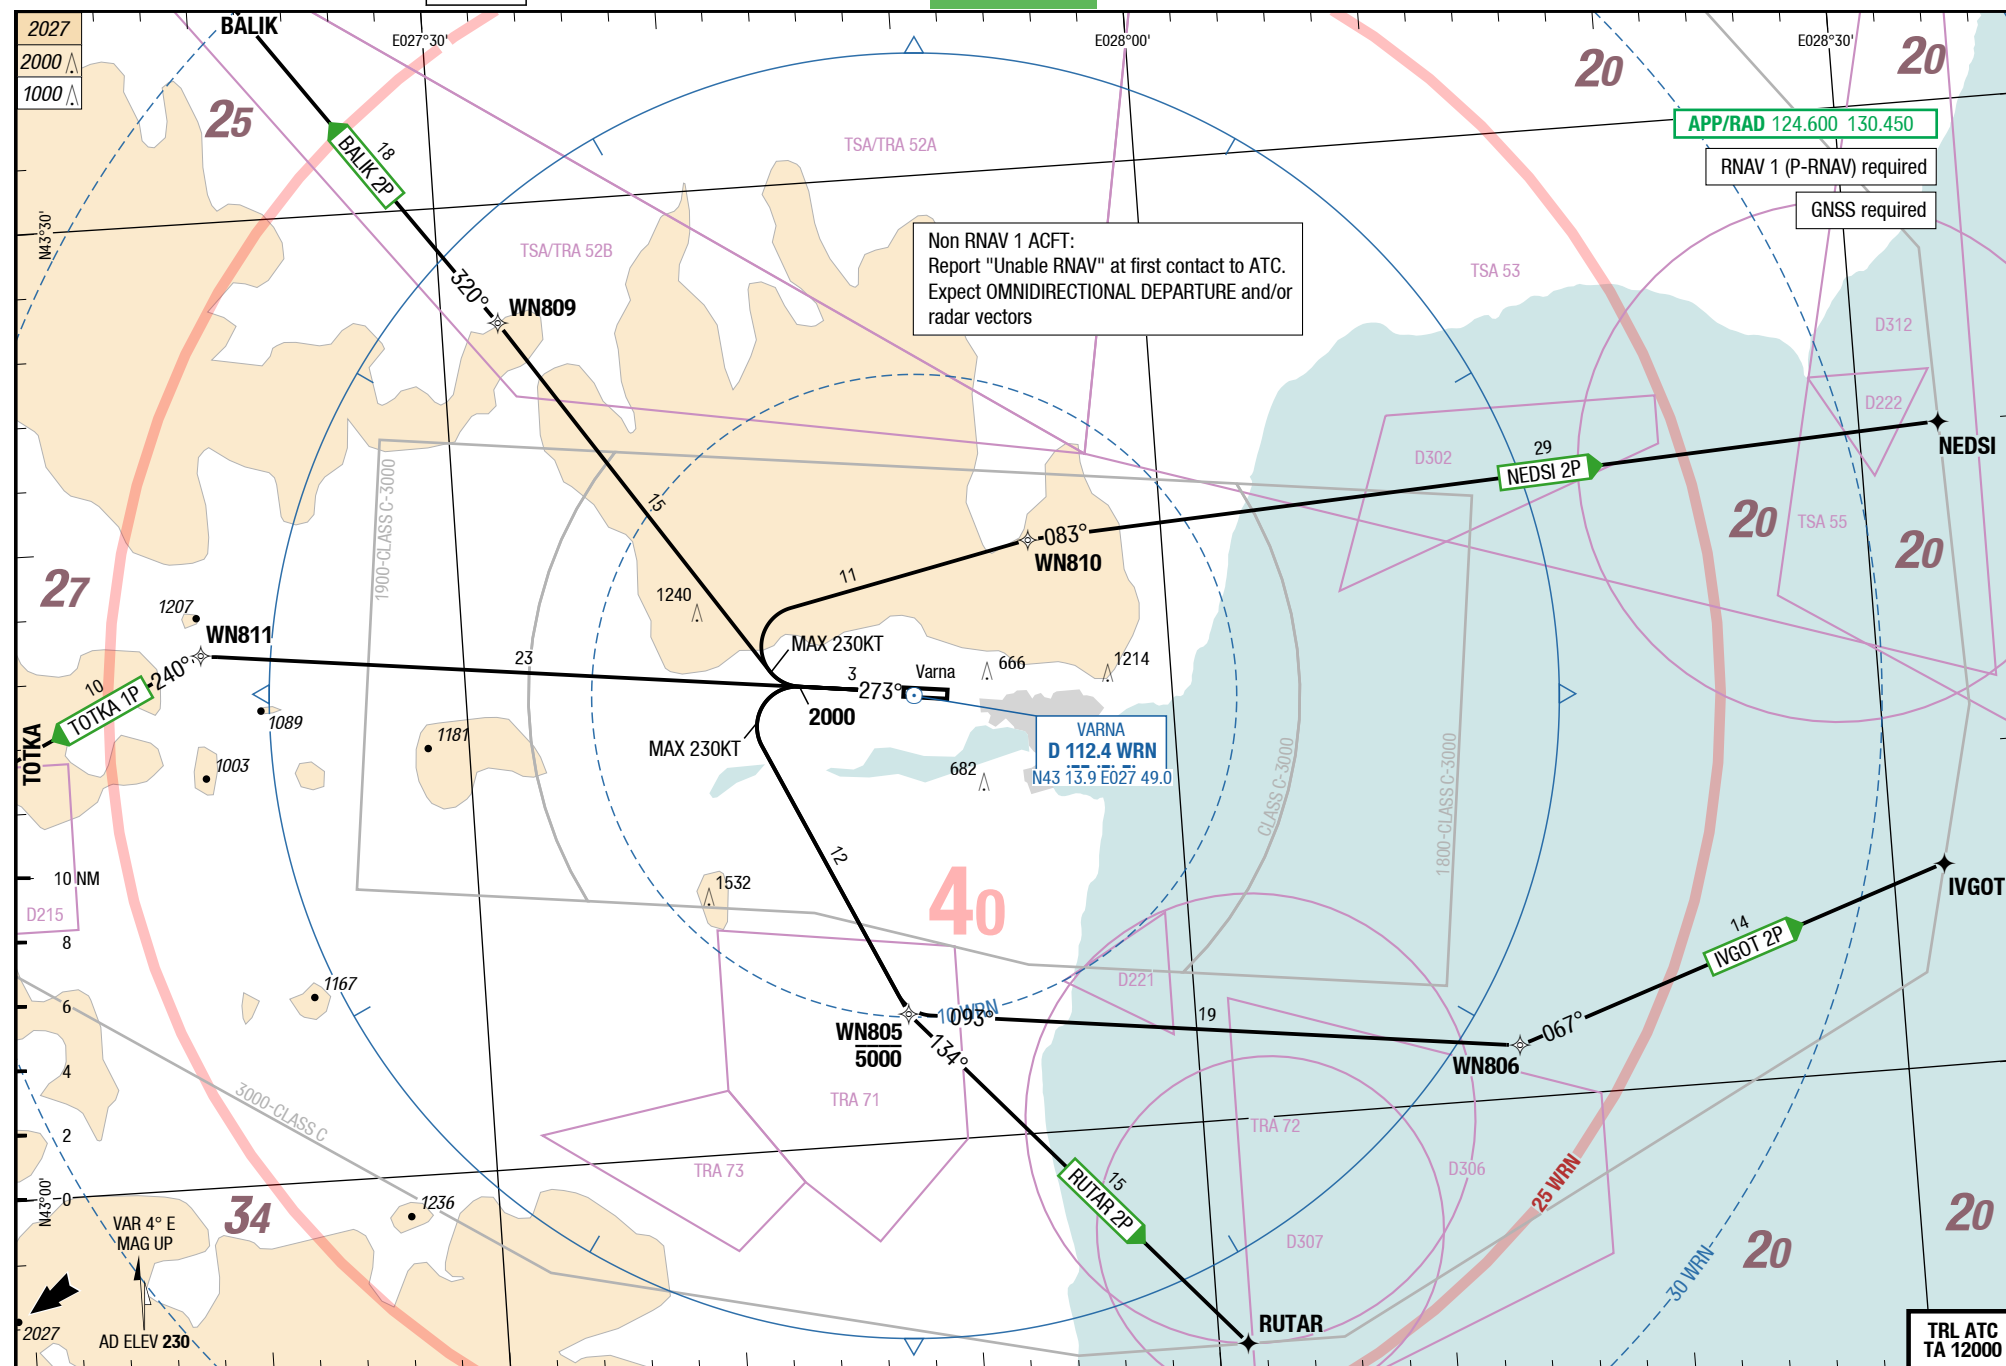 2027
2000
1000
BALIK
E027°30'
E028°00'
E028°30'
25
20
20
APP/RAD 124.600 130.450
RNAV 1 (P-RNAV) required
GNSS required
TSA/TRA 52A
18
BALIK 2P
N43°30'
TSA/TRA 52B
Non RNAV 1 ACFT:
Report "Unable RNAV" at first contact to ATC.
Expect OMNIDIRECTIONAL DEPARTURE and/or
radar vectors
TSA 53
320°
WN809
D312
D222
NEDSI
29
NEDSI 2P
D302
1900-CLASS C-3000
15
20
TSA 55
20
083°
WN810
11
27
1207
WN811
1240
MAX 230KT
23
3
Varna
666
1214
273°
240°
10
TOTKA 1P
TOTKA
1089
2000
MAX 230KT
VARNA
D 112.4 WRN
N43 13.9 E027 49.0
1181
1003
682
CLASS C-3000
1800-CLASS C-3000
12
10 NM
1532
40
IVGOT
D215
14
IVGOT 2P
8
D221
1167
6
10 WRN
093°
19
067°
WN805
5000
134°
WN806
4
3000-CLASS C
TRA 71
2
TRA 72
TRA 73
15
RUTAR 2P
D306
25 WRN
N43°00'
0
34
1236
VAR 4° E
MAG UP
D307
20
20
30 WRN
2027
AD ELEV 230
RUTAR
TRL ATC
TA 12000